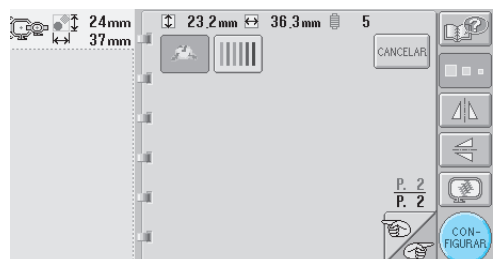 24mm
37mm
23,2mm 36,3mm 5
CANCELAR
P. 2
P. 2
CON-
FIGURAR